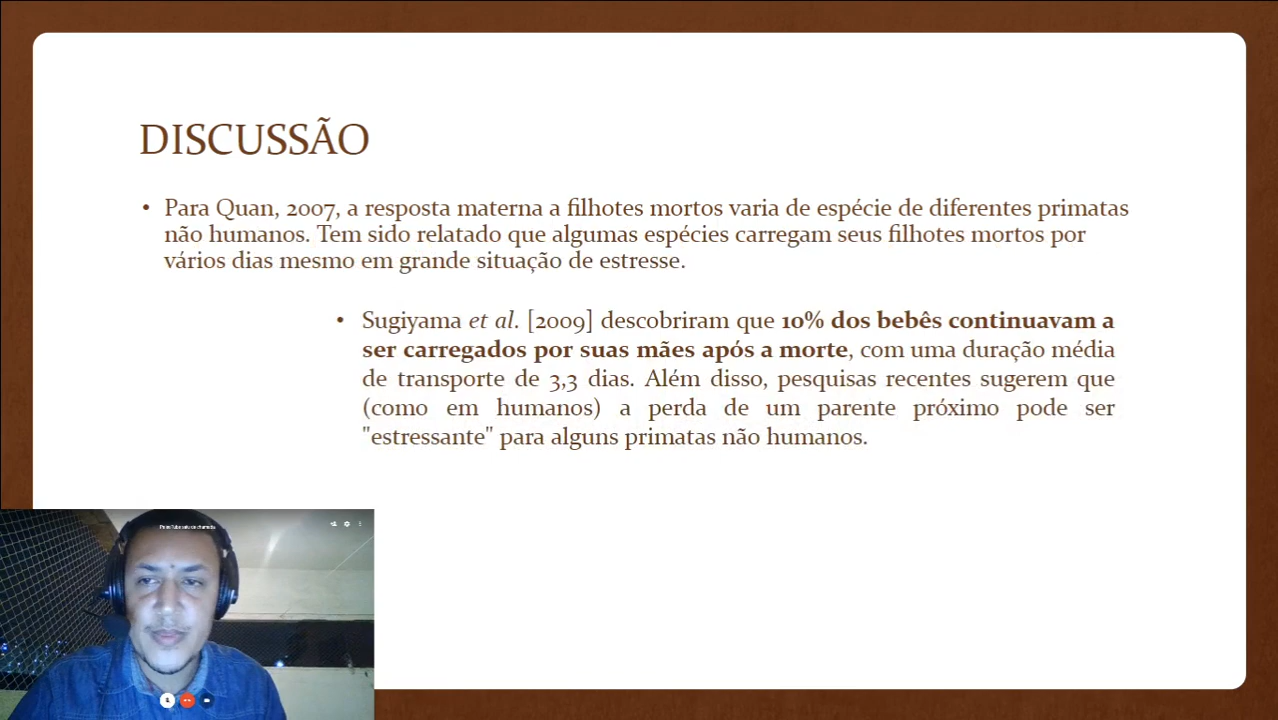 DISCUSSÃO
• Para Quan, 2007, a resposta materna a filhotes mortos varia de espécie de diferentes primatas
não humanos. Tem sido relatado que algumas espécies carregam seus filhotes mortos por
vários dias mesmo em grande situação de estresse.
• Sugiyama et al. [2009] descobriram que 10% dos bebês continuavam a
ser carregados por suas mães após a morte, com uma duração média
de transporte de 3,3 dias. Além disso, pesquisas recentes sugerem que
(como em humanos) a perda de um parente próximo pode ser
"estressante" para alguns primatas não humanos.